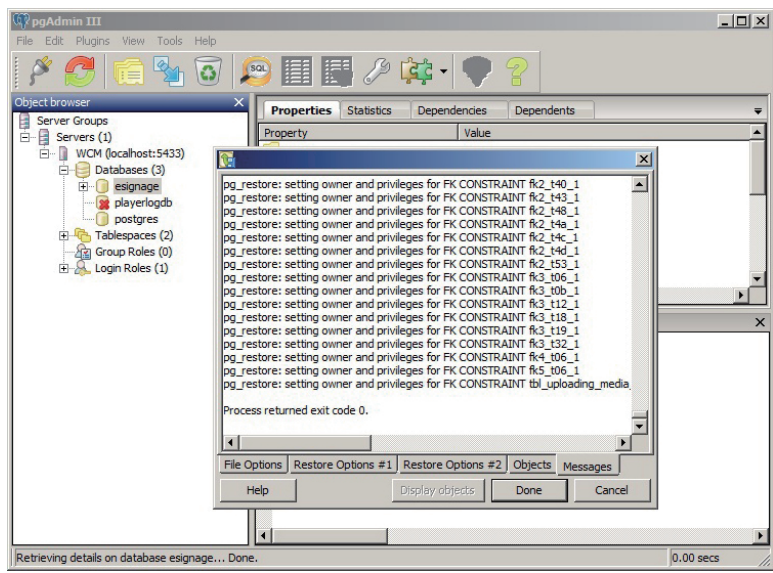 pgAdmin III
File Edit Plugins View Tools Help
SQL
Object browser
Properties Statistics Dependencies Dependents
Property Value
Server Groups
Servers (1)
WCM (localhost:5433)
Databases (3)
esignage
playerlogdb
postgres
Tablespaces (2)
Group Roles (0)
Login Roles (1)
pg_restore: setting owner and privileges for FK CONSTRAINT fk2_t40_1
pg_restore: setting owner and privileges for FK CONSTRAINT fk2_t43_1
pg_restore: setting owner and privileges for FK CONSTRAINT fk2_t48_1
pg_restore: setting owner and privileges for FK CONSTRAINT fk2_t4a_1
pg_restore: setting owner and privileges for FK CONSTRAINT fk2_t4c_1
pg_restore: setting owner and privileges for FK CONSTRAINT fk2_t4d_1
pg_restore: setting owner and privileges for FK CONSTRAINT fk2_t53_1
pg_restore: setting owner and privileges for FK CONSTRAINT fk3_t06_1
pg_restore: setting owner and privileges for FK CONSTRAINT fk3_t0b_1
pg_restore: setting owner and privileges for FK CONSTRAINT fk3_t12_1
pg_restore: setting owner and privileges for FK CONSTRAINT fk3_t18_1
pg_restore: setting owner and privileges for FK CONSTRAINT fk3_t19_1
pg_restore: setting owner and privileges for FK CONSTRAINT fk3_t32_1
pg_restore: setting owner and privileges for FK CONSTRAINT fk4_t06_1
pg_restore: setting owner and privileges for FK CONSTRAINT fk5_t06_1
pg_restore: setting owner and privileges for FK CONSTRAINT tbl_uploading_media_
Process returned exit code 0.
File Options Restore Options #1 Restore Options #2 Objects Messages
Help Display objects Done Cancel
Retrieving details on database esignage... Done. 0.00 secs